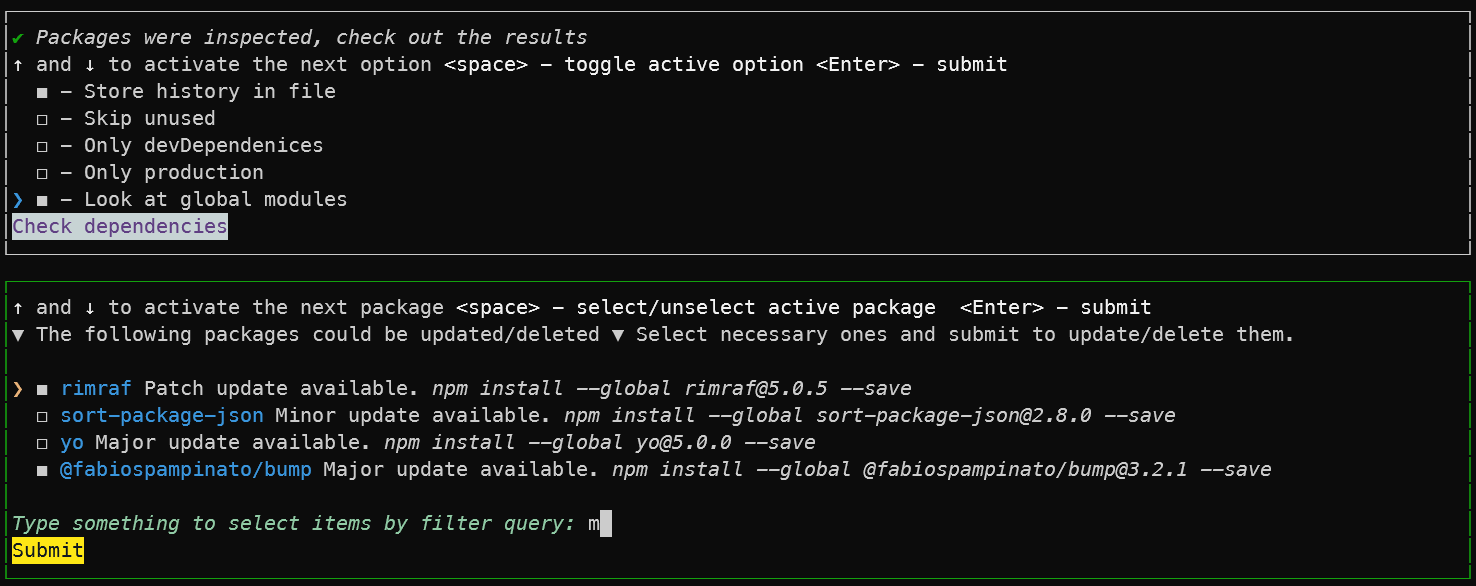 ✔ Packages were inspected, check out the results
↑ and ↓ to activate the next option <space> — toggle active option <Enter> — submit
◼ — Store history in file
◻ — Skip unused
◻ — Only devDependenices
◻ — Only production
❯ ◼ — Look at global modules
Check dependencies
↑ and ↓ to activate the next package <space> — select/unselect active package  <Enter> — submit
▼ The following packages could be updated/deleted ▼ Select necessary ones and submit to update/delete them.
❯ ◼ rimraf Patch update available. npm install --global rimraf@5.0.5 --save
◻ sort-package-json Minor update available. npm install --global sort-package-json@2.8.0 --save
◻ yo Major update available. npm install --global yo@5.0.0 --save
◼ @fabiospampinato/bump Major update available. npm install --global @fabiospampinato/bump@3.2.1 --save
Type something to select items by filter query: m
Submit